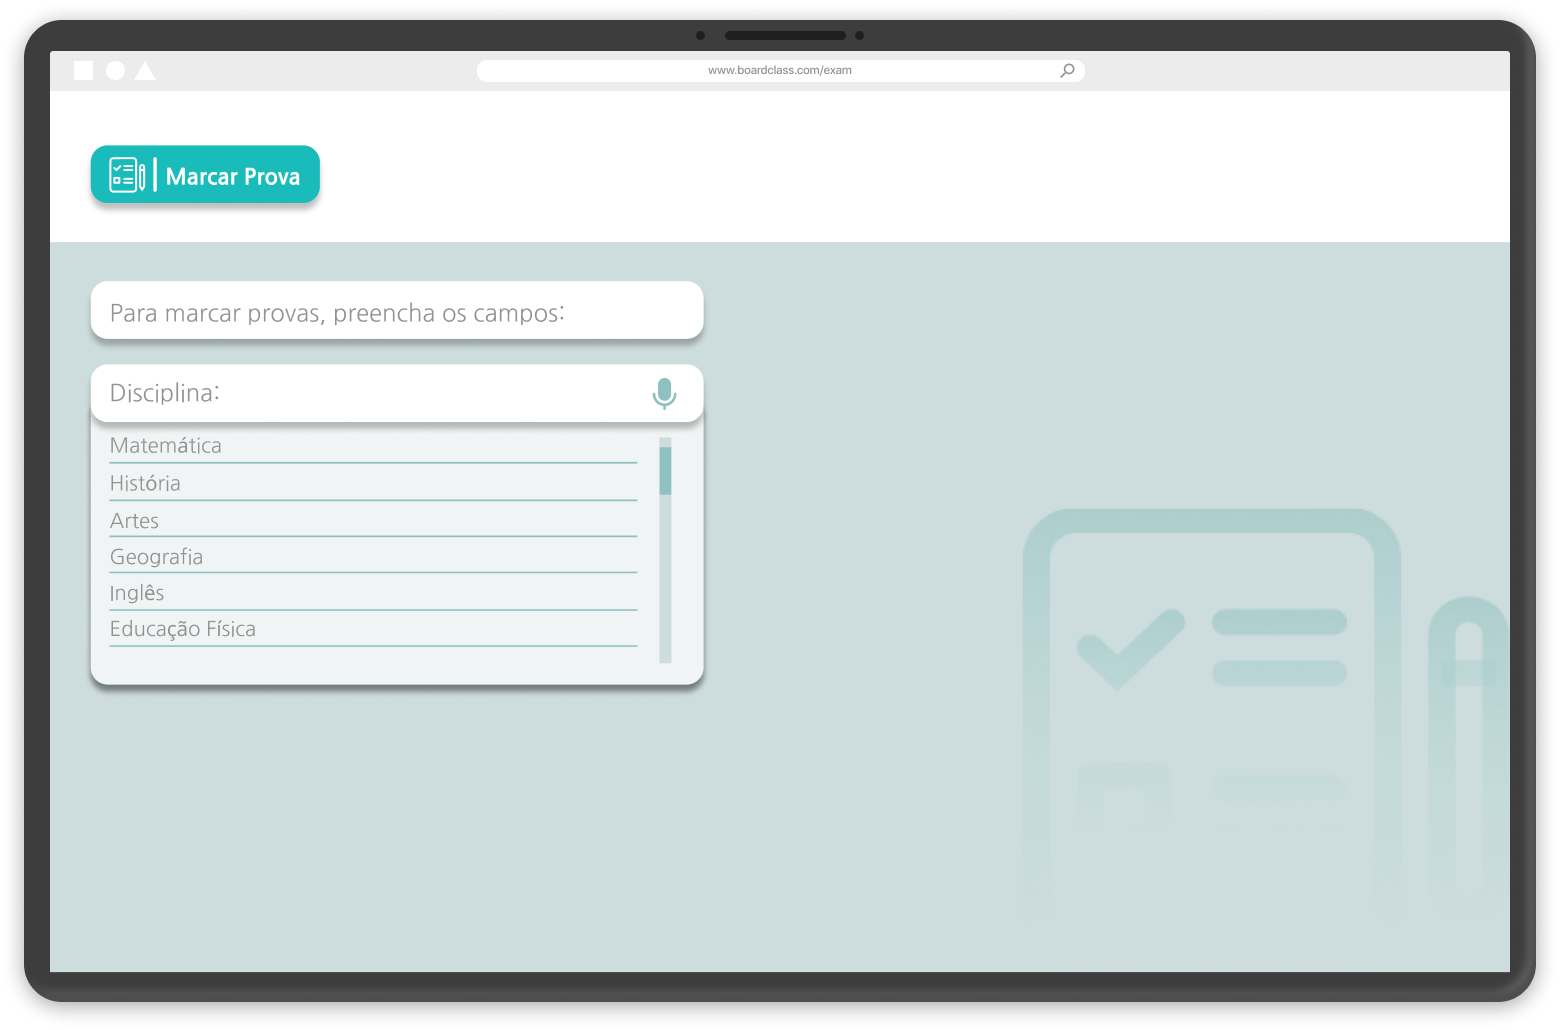 www.boardclass.com/exam
Marcar Prova
Para marcar provas, preencha os campos:
Disciplina:
Matemática
História
Artes
Geografia
Inglês
Educação Física